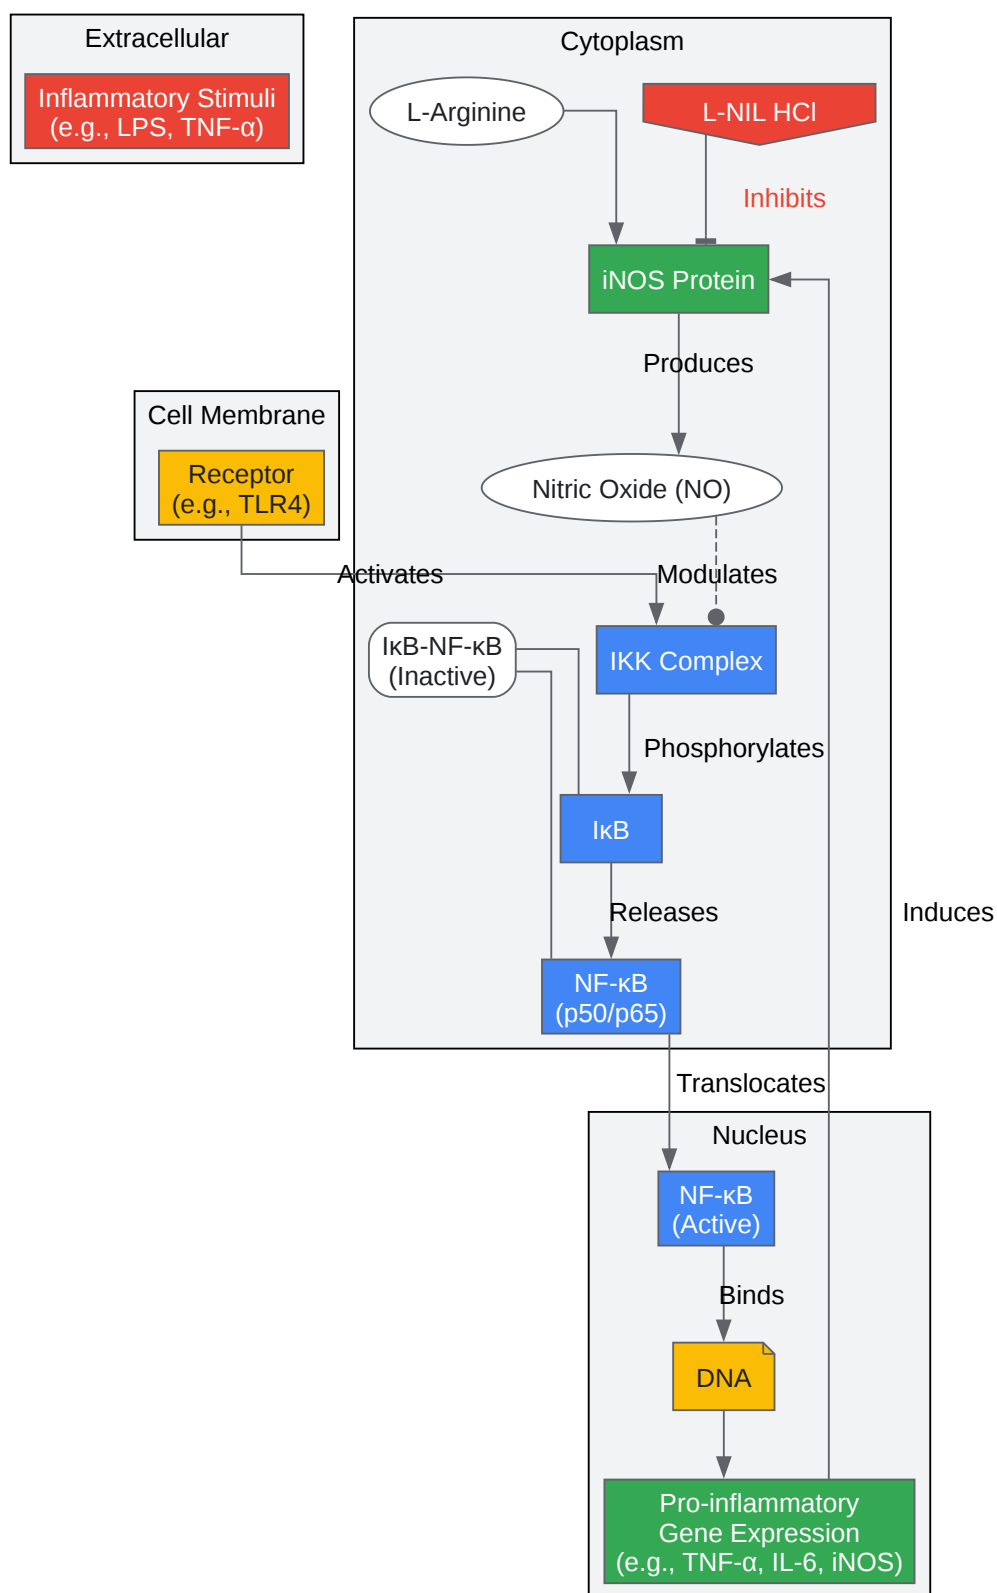 Extracellular
Inflammatory Stimuli
(e.g., LPS, TNF-α)
Cytoplasm
L-Arginine
L-NIL HCl
Inhibits
iNOS Protein
Produces
Cell Membrane
Receptor
(e.g., TLR4)
Nitric Oxide (NO)
Activates
Modulates
IκB-NF-κB
(Inactive)
IKK Complex
Phosphorylates
IκB
Releases
Induces
NF-κB
(p50/p65)
Translocates
Nucleus
NF-κB
(Active)
Binds
DNA
Pro-inflammatory
Gene Expression
(e.g., TNF-α, IL-6, iNOS)